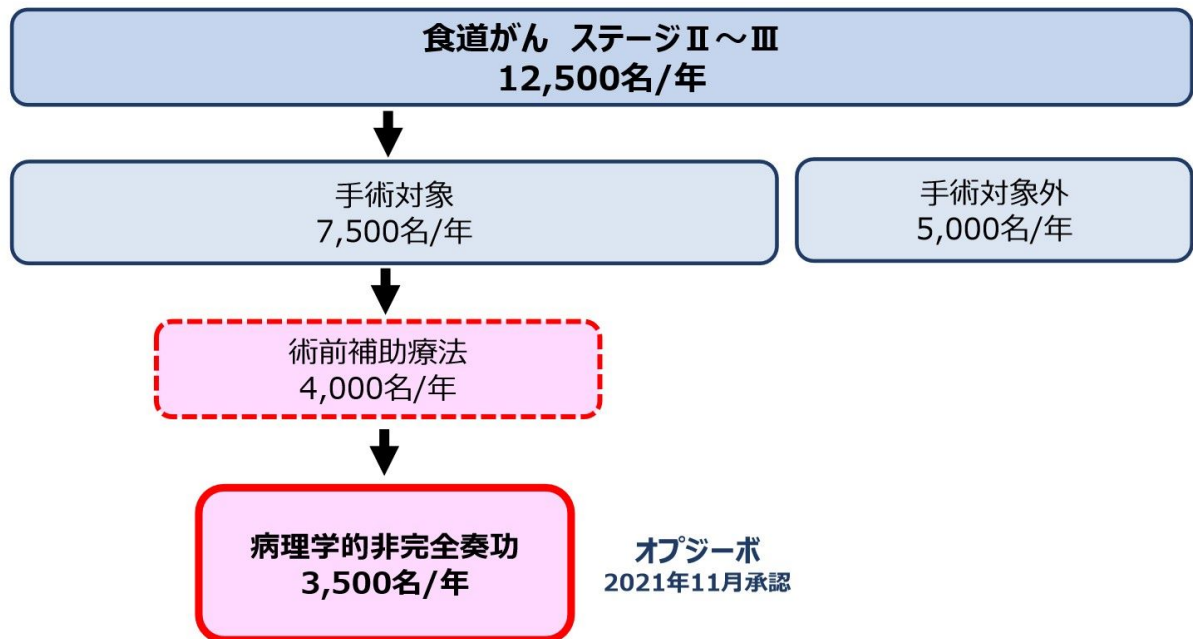 食道がん ステージⅡ～Ⅲ
12,500名/年
手術対象
7,500名/年
手術対象外
5,000名/年
術前補助療法
4,000名/年
病理学的非完全奏功
3,500名/年
オプジーボ
2021年11月承認